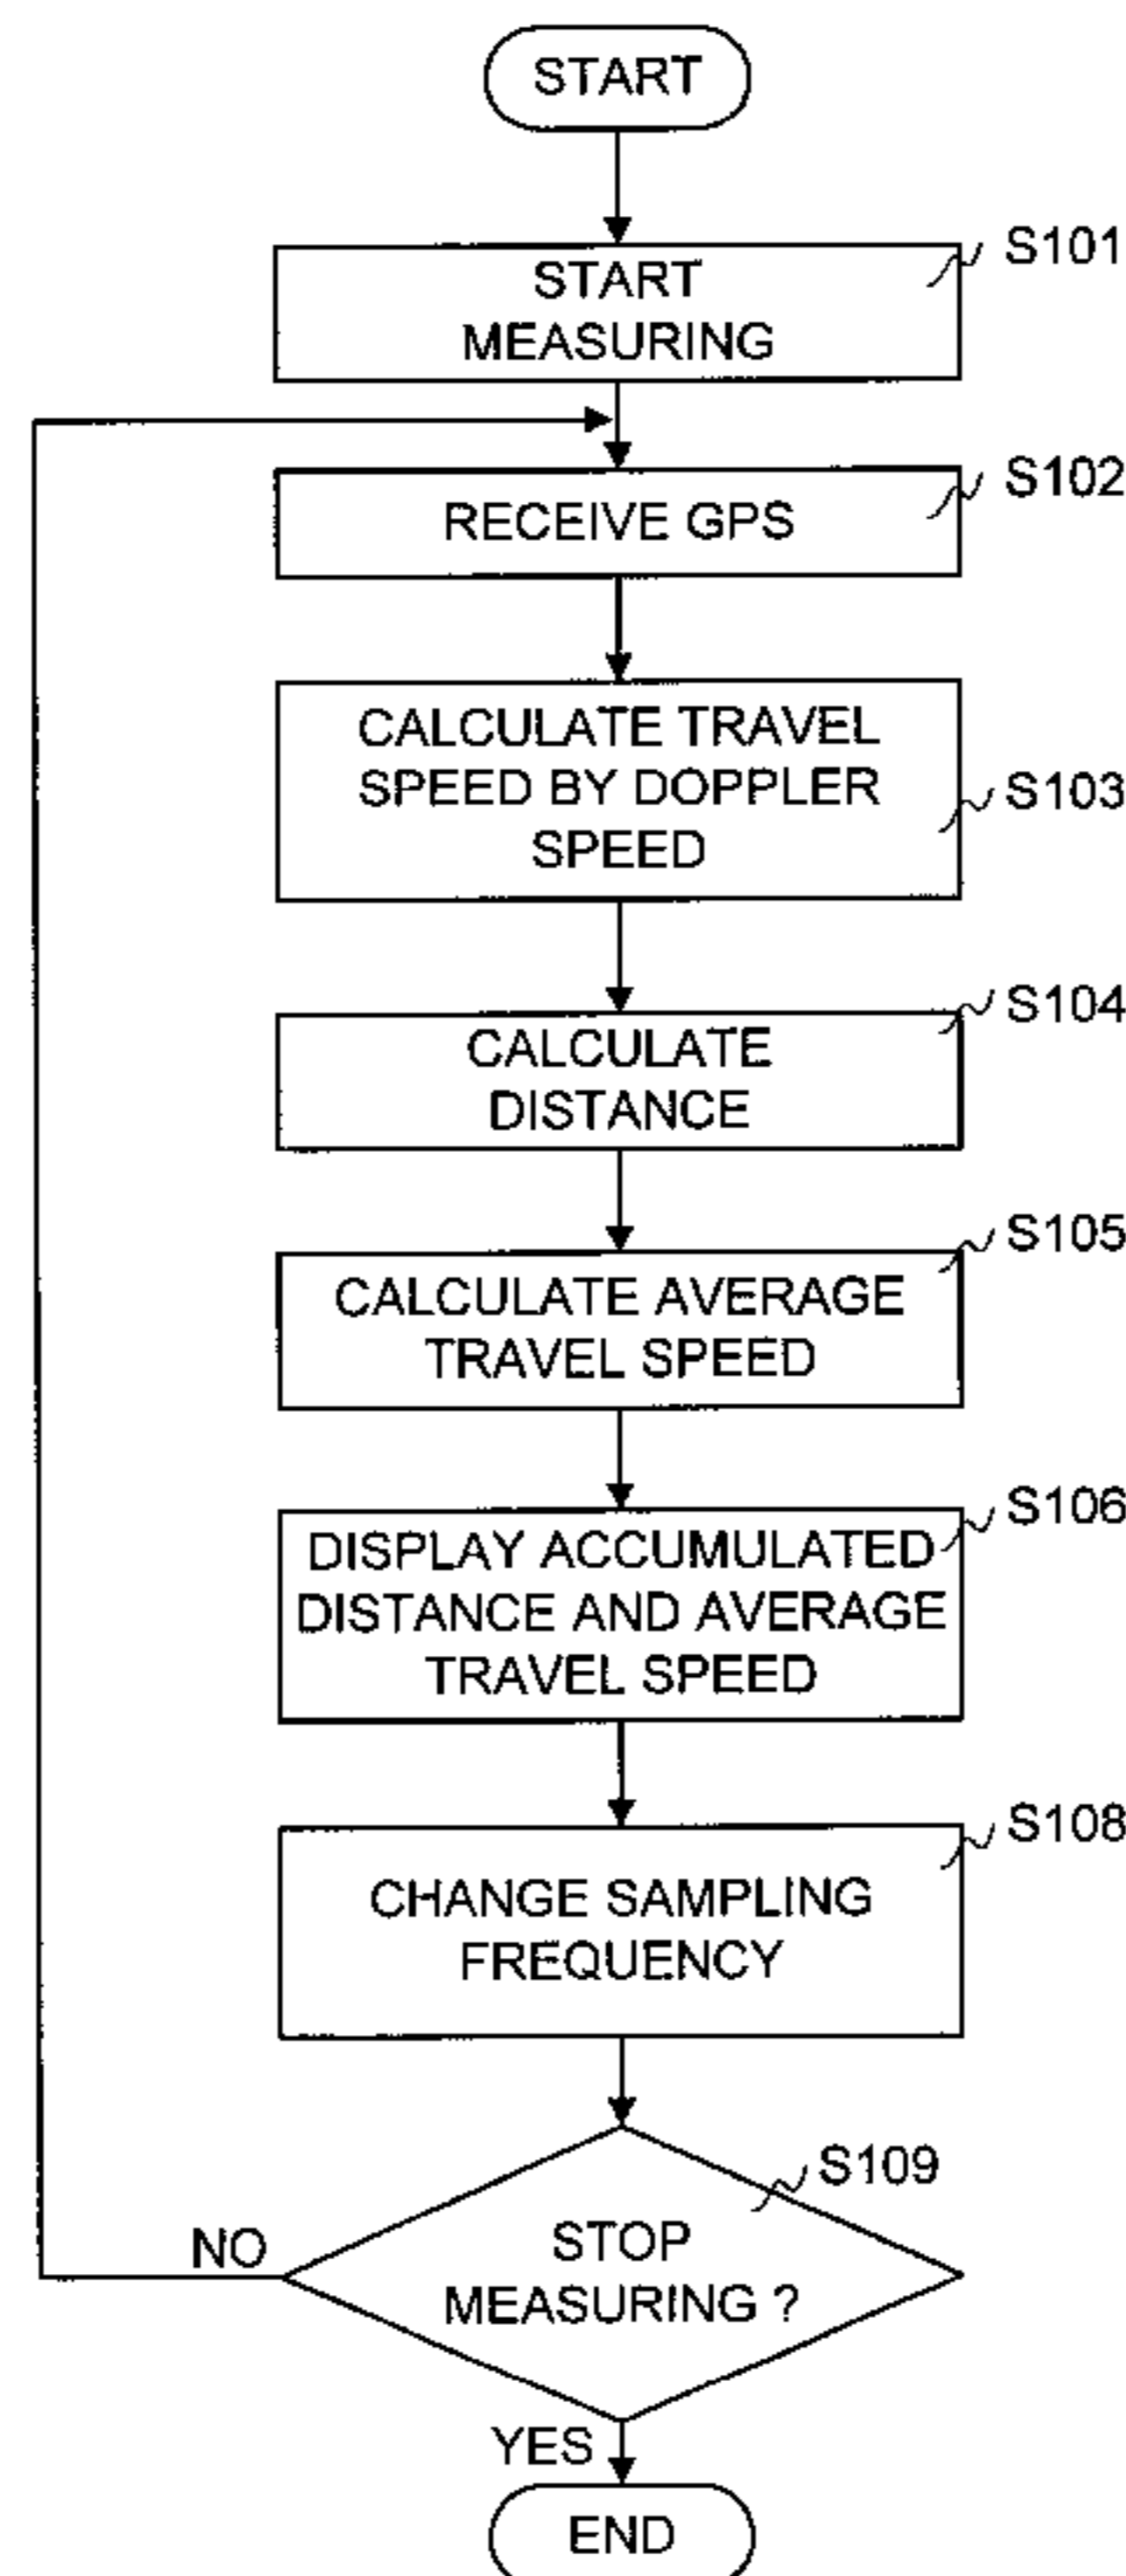 START
S101
START
MEASURING
S102
RECEIVE GPS
CALCULATE TRAVEL
SPEED BY DOPPLER
SPEED
S103
S104
CALCULATE
DISTANCE
S105
CALCULATE AVERAGE
TRAVEL SPEED
S106
DISPLAY ACCUMULATED
DISTANCE AND AVERAGE
TRAVEL SPEED
S108
CHANGE SAMPLING
FREQUENCY
S109
STOP
MEASURING ?
NO
YES
END